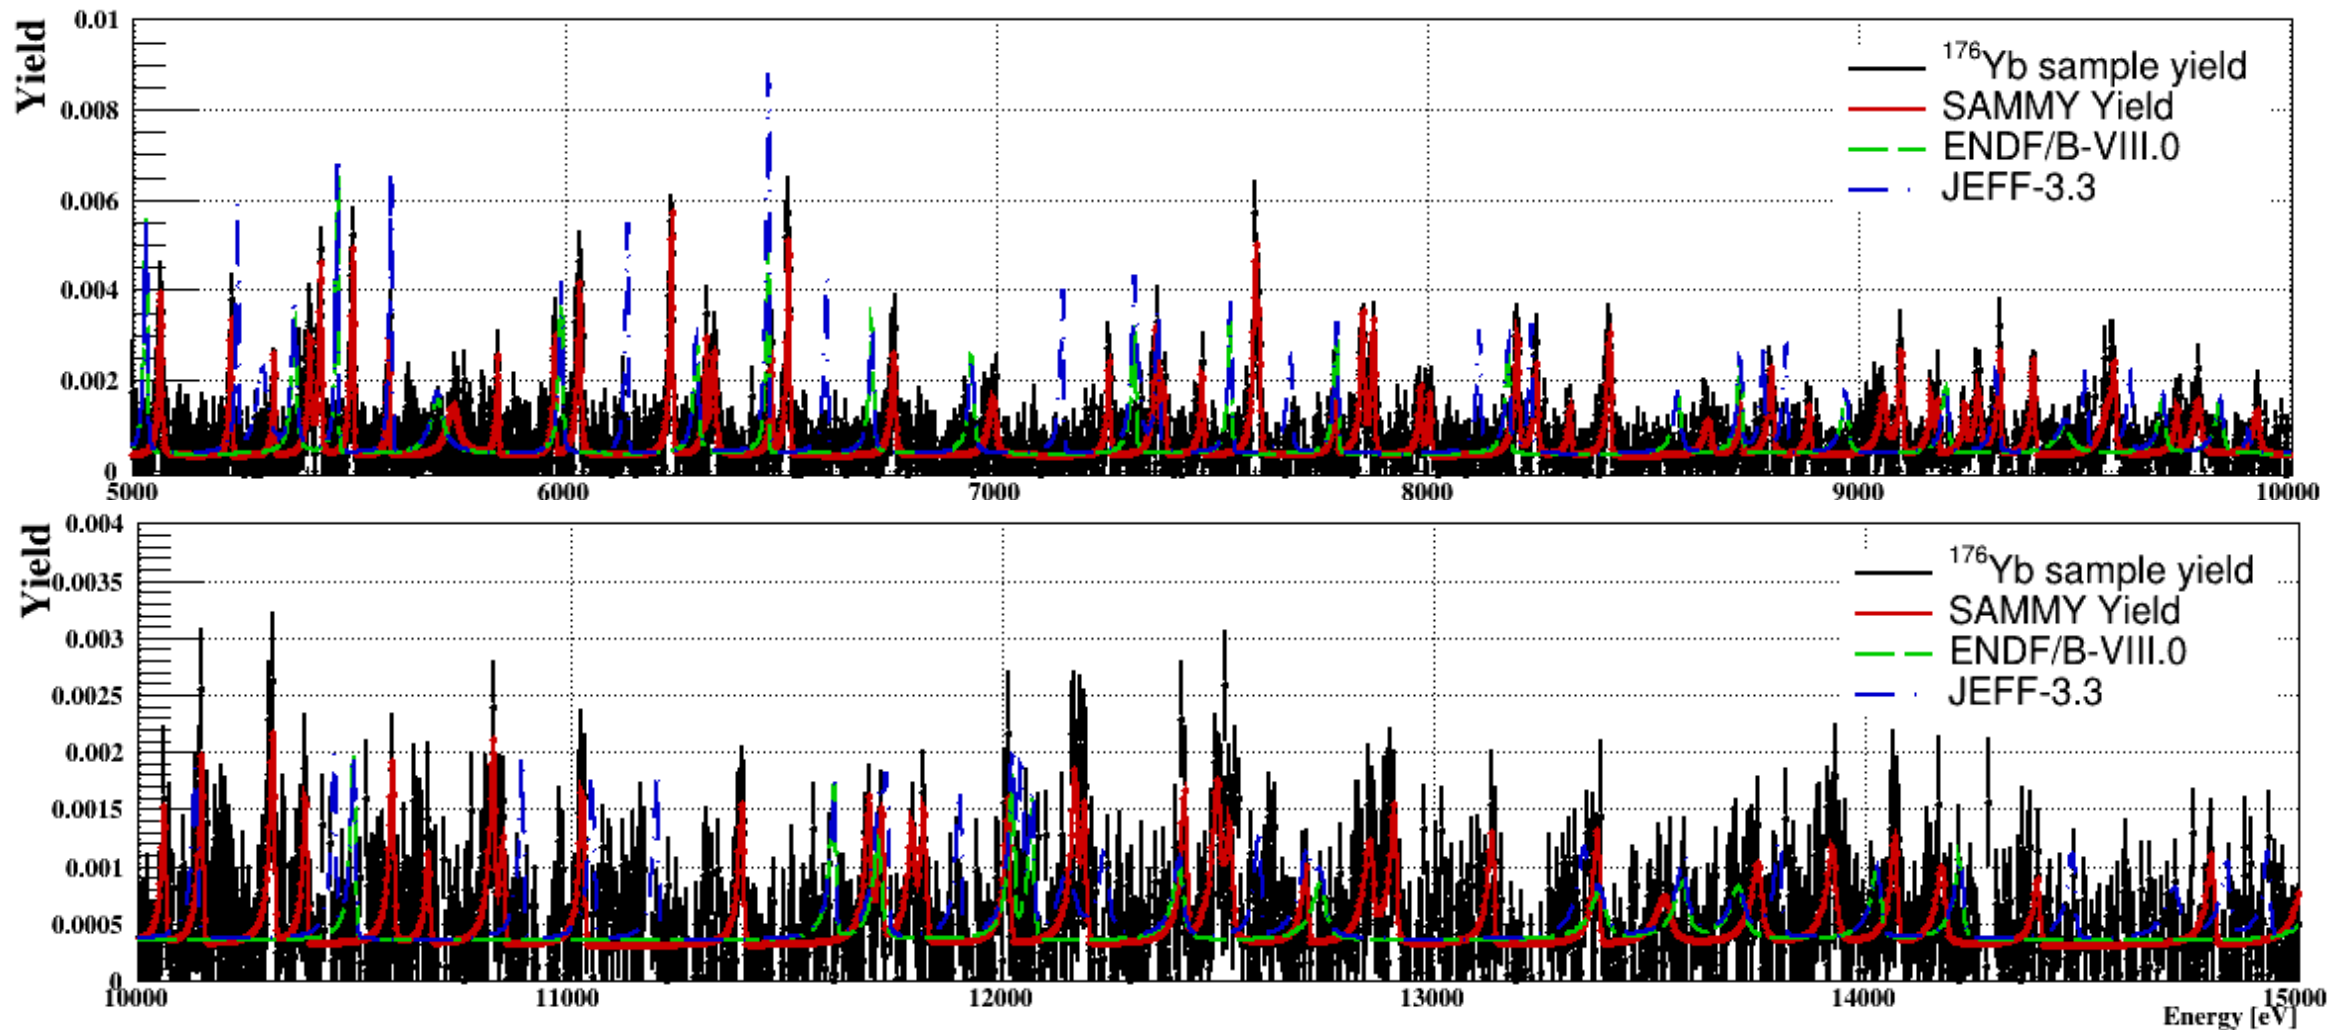 Yield
0.01
0.008
0.006
0.004
0.002
0
5000 6000 7000 8000 9000 10000
¹⁷⁶Yb sample yield
SAMMY Yield
ENDF/B-VIII.0
JEFF-3.3
Yield
0.004
0.0035
0.003
0.0025
0.002
0.0015
0.001
0.0005
0
10000 11000 12000 13000 14000 15000
Energy [eV]
¹⁷⁶Yb sample yield
SAMMY Yield
ENDF/B-VIII.0
JEFF-3.3